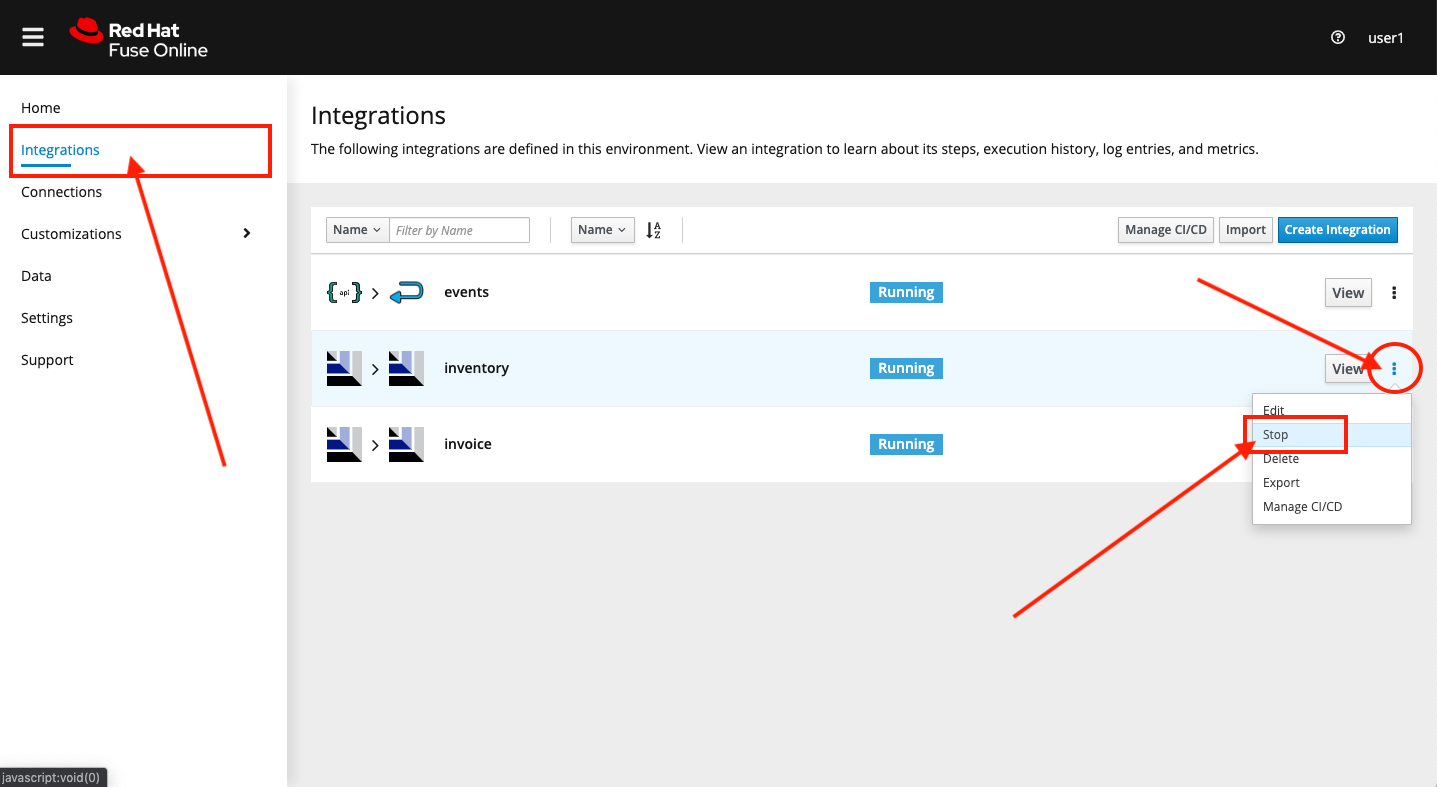 Red Hat
Fuse Online
user1
Home
Integrations
Connections
Customizations
Data
Settings
Support
Integrations
The following integrations are defined in this environment. View an integration to learn about its steps, execution history, log entries, and metrics.
Name Filter by Name Name Manage CI/CD Import Create Integration
{api} events Running View
inventory Running View
invoice Running
Edit
Stop
Delete
Export
Manage CI/CD
javascript:void(0)